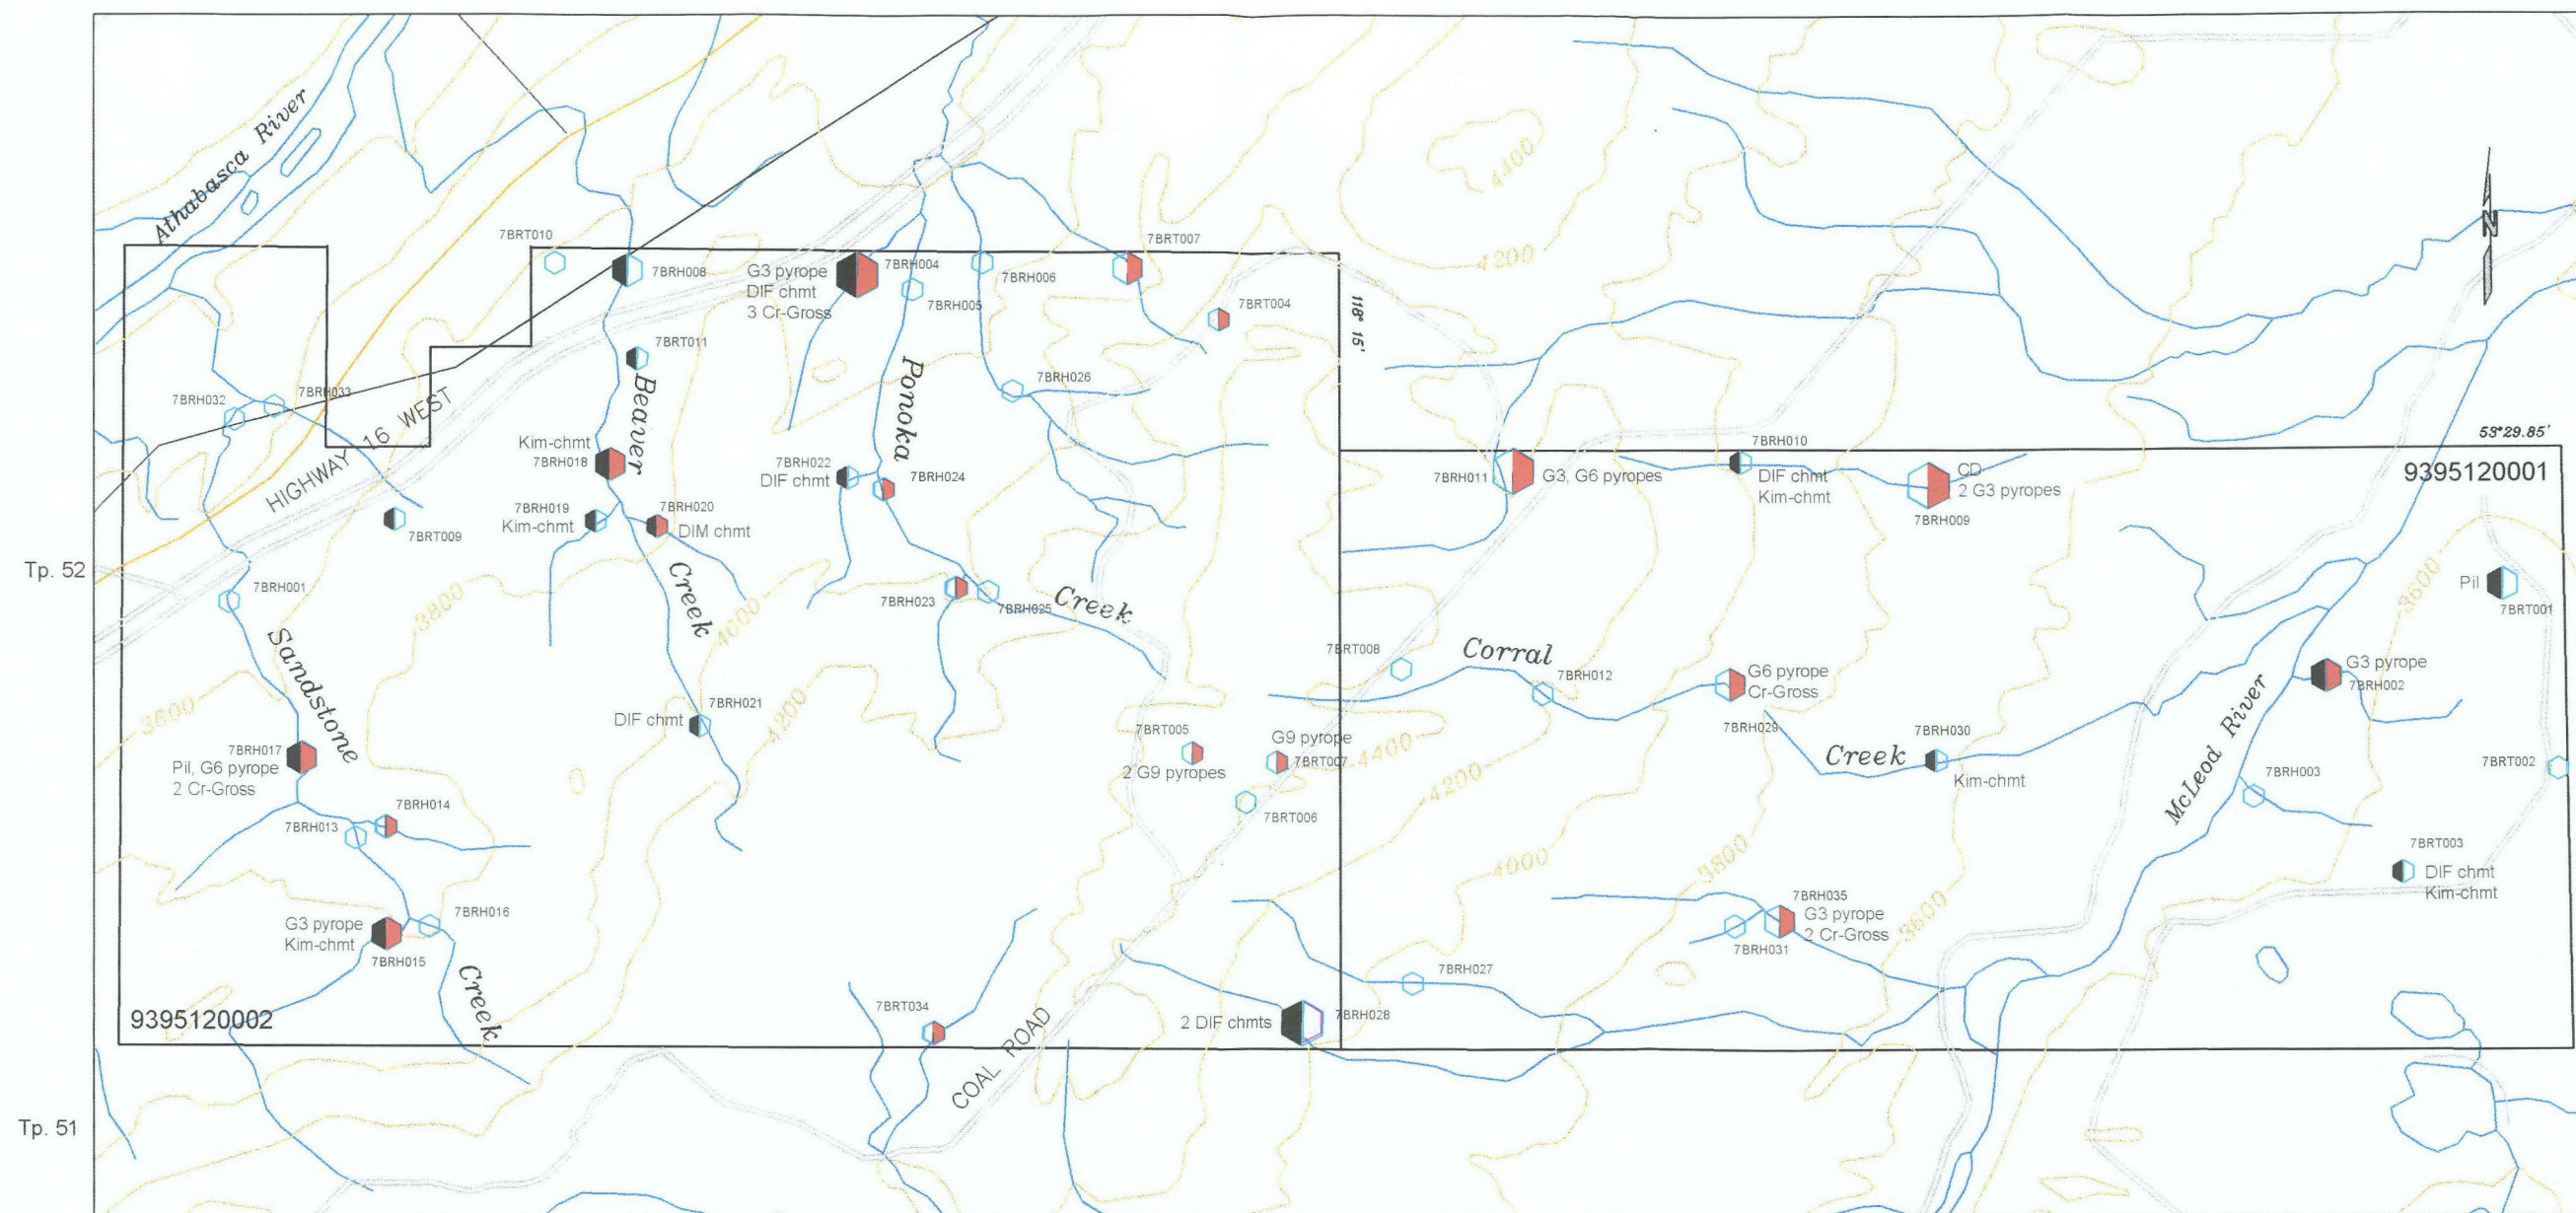 Athabasca River
4400
N
7BRT010
7BRT007
4200
7BRH008
G3 pyrope
DIF chmt
3 Cr-Gross
7BRH004
7BRH005
7BRH006
7BRT004
118° 15'
7BRT011
7BRH026
7BRH032
7BRH033
HIGHWAY 16 WEST
Beaver
Ponoka
53°29.85'
9395120001
Kim-chmt
7BRH018
7BRH022
DIF chmt
7BRH024
7BRH011
G3, G6 pyropes
7BRH010
DIF chmt
Kim-chmt
CD
2 G3 pyropes
7BRH009
7BRH019
Kim-chmt
7BRH020
DIM chmt
7BRT009
Tp. 52
7BRH001
3800
Creek
4000
7BRH023
7BRH025
Creek
3600
Pil
7BRT001
Sandstone
7BRT008
Corral
7BRH012
G6 pyrope
Cr-Gross
7BRH029
G3 pyrope
7BRH002
3600
DIF chmt
7BRH021
4200
7BRT005
2 G9 pyropes
G9 pyrope
7BRT007
4400
4200
Creek
7BRH030
Kim-chmt
McLeod River
7BRH003
7BRT002
7BRH017
Pil, G6 pyrope
2 Cr-Gross
7BRT006
7BRH014
7BRH013
4000
3800
7BRT003
DIF chmt
Kim-chmt
G3 pyrope
Kim-chmt
7BRH015
7BRH016
Creek
7BRH035
G3 pyrope
2 Cr-Gross
7BRH031
3600
7BRH027
9395120002
7BRT034
COAL ROAD
2 DIF chmts
7BRH028
Tp. 51